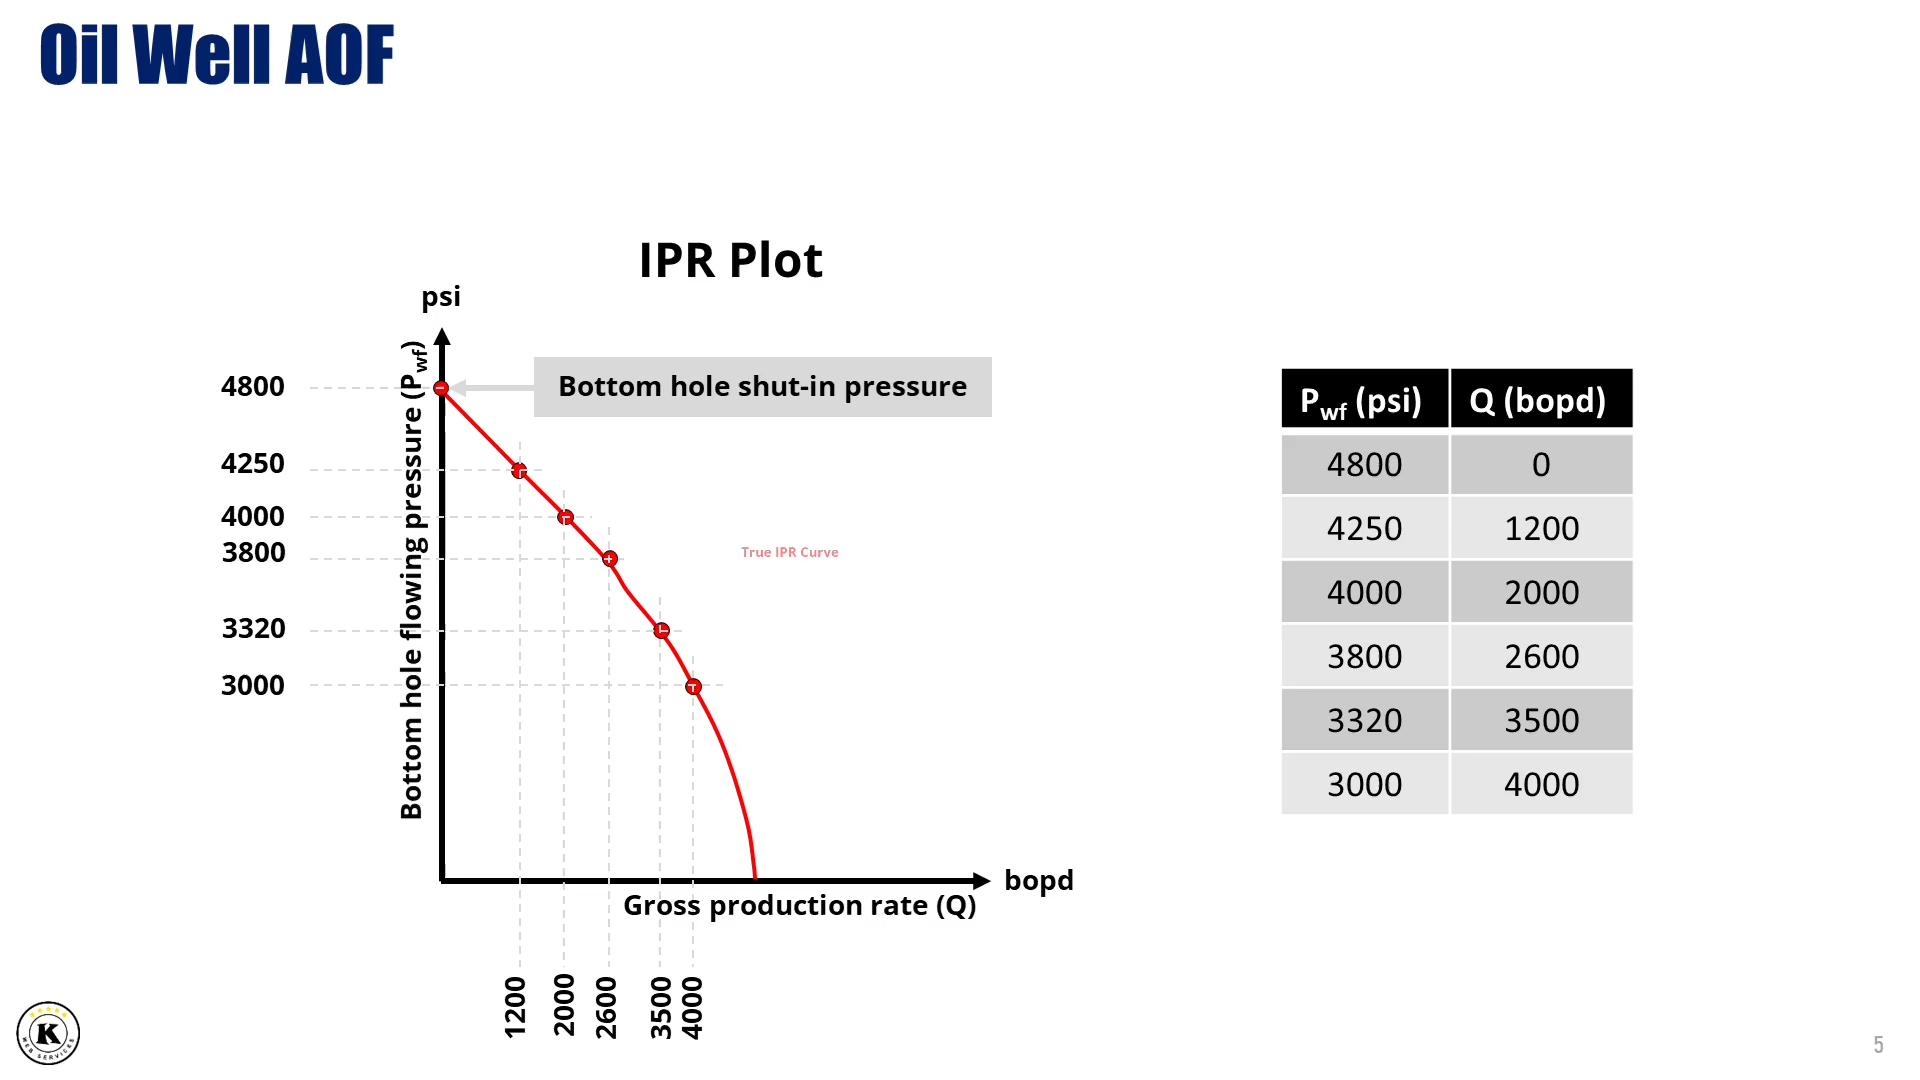 Oil Well AOF
IPR Plot
psi
Bottom hole flowing pressure (Pwf)
4800
4250
4000
3800
3320
3000
Bottom hole shut-in pressure
True IPR Curve
bopd
Gross production rate (Q)
1200
2000
2600
3500
4000
Pwf (psi) Q (bopd)
4800 0
4250 1200
4000 2000
3800 2600
3320 3500
3000 4000
K
WEB SERVICES
5